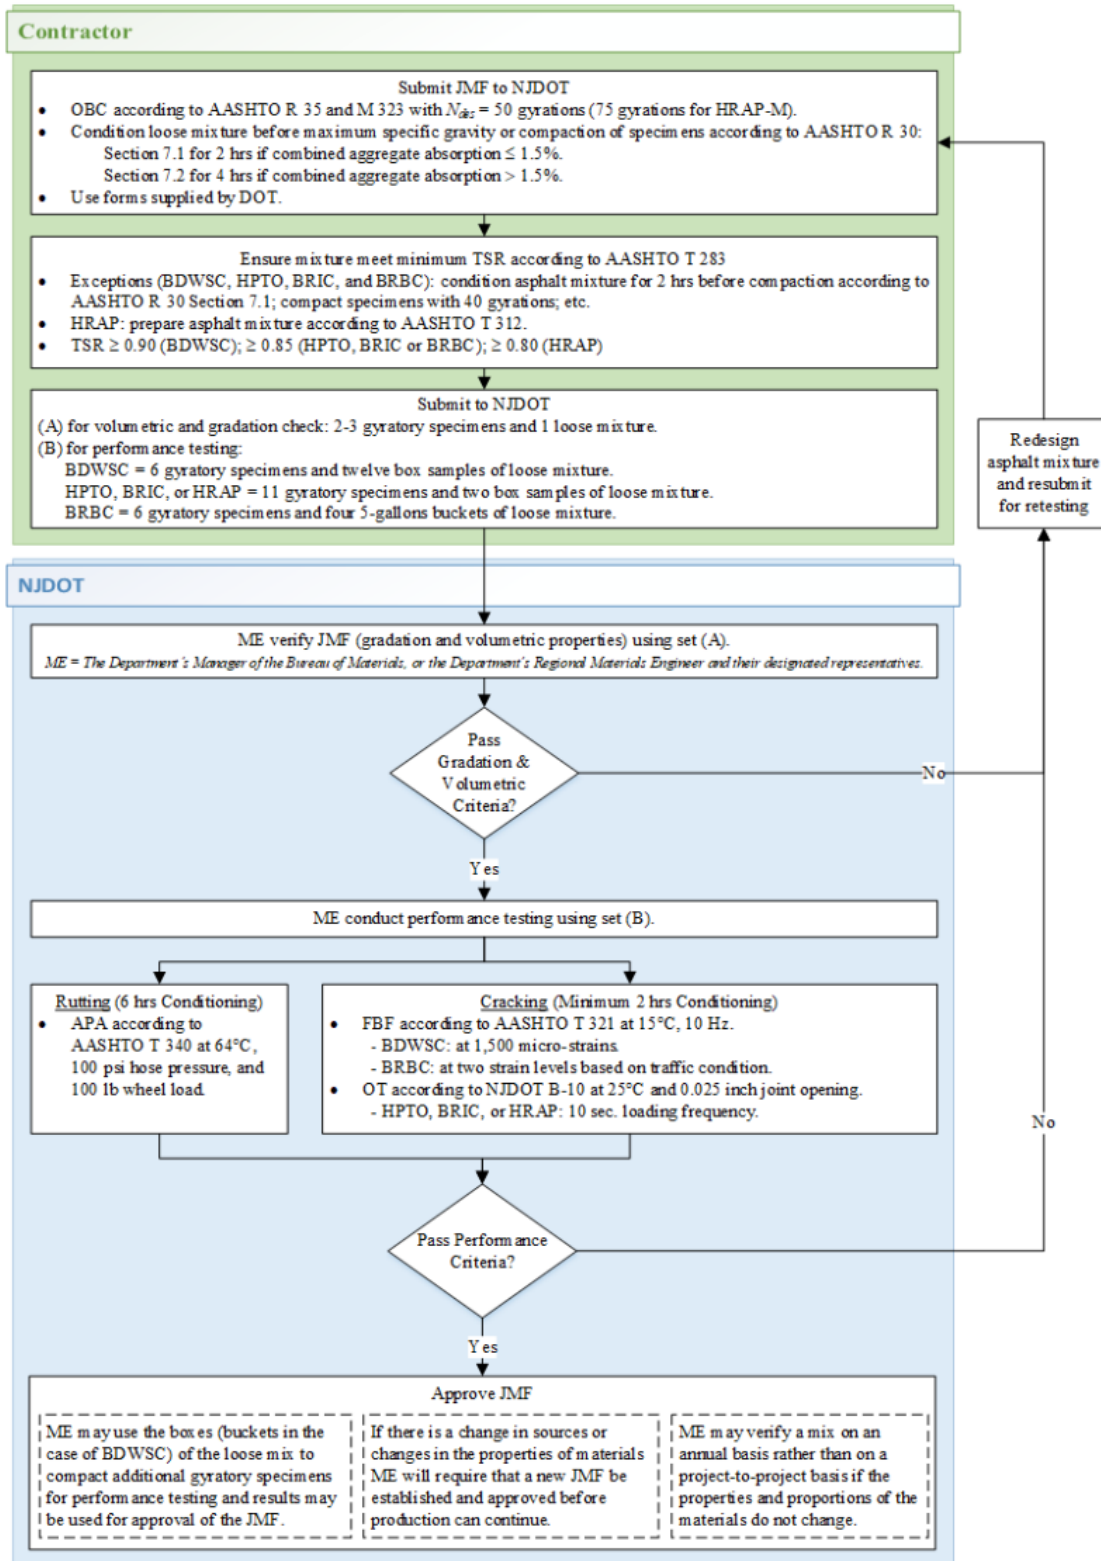 Contractor
Submit JMF to NJDOT
• OBC according to AASHTO R 35 and M 323 with Ndes = 50 gyrations (75 gyrations for HRAP-M).
• Condition loose mixture before maximum specific gravity or compaction of specimens according to AASHTO R 30:
Section 7.1 for 2 hrs if combined aggregate absorption ≤ 1.5%.
Section 7.2 for 4 hrs if combined aggregate absorption > 1.5%.
• Use forms supplied by DOT.
Ensure mixture meet minimum TSR according to AASHTO T 283
• Exceptions (BDWSC, HPTO, BRIC, and BRBC): condition asphalt mixture for 2 hrs before compaction according to
AASHTO R 30 Section 7.1; compact specimens with 40 gyrations; etc.
• HRAP: prepare asphalt mixture according to AASHTO T 312.
• TSR ≥ 0.90 (BDWSC); ≥ 0.85 (HPTO, BRIC or BRBC); ≥ 0.80 (HRAP)
Submit to NJDOT
(A) for volumetric and gradation check: 2-3 gyratory specimens and 1 loose mixture.
(B) for performance testing:
BDWSC = 6 gyratory specimens and twelve box samples of loose mixture.
HPTO, BRIC, or HRAP = 11 gyratory specimens and two box samples of loose mixture.
BRBC = 6 gyratory specimens and four 5-gallons buckets of loose mixture.
Redesign
asphalt mixture
and resubmit
for retesting
NJDOT
ME verify JMF (gradation and volumetric properties) using set (A).
ME = The Department's Manager of the Bureau of Materials, or the Department's Regional Materials Engineer and their designated representatives.
Pass
Gradation &
Volumetric
Criteria?
No
Yes
ME conduct performance testing using set (B).
Rutting (6 hrs Conditioning)
• APA according to
AASHTO T 340 at 64°C,
100 psi hose pressure, and
100 lb wheel load.
Cracking (Minimum 2 hrs Conditioning)
• FBF according to AASHTO T 321 at 15°C, 10 Hz.
- BDWSC: at 1,500 micro-strains.
- BRBC: at two strain levels based on traffic condition.
• OT according to NJDOT B-10 at 25°C and 0.025 inch joint opening.
- HPTO, BRIC, or HRAP: 10 sec. loading frequency.
No
Pass Performance
Criteria?
Yes
Approve JMF
ME may use the boxes (buckets in the
case of BDWSC) of the loose mix to
compact additional gyratory specimens
for performance testing and results may
be used for approval of the JMF.
If there is a change in sources or
changes in the properties of materials
ME will require that a new JMF be
established and approved before
production can continue.
ME may verify a mix on an
annual basis rather than on a
project-to-project basis if the
properties and proportions of the
materials do not change.